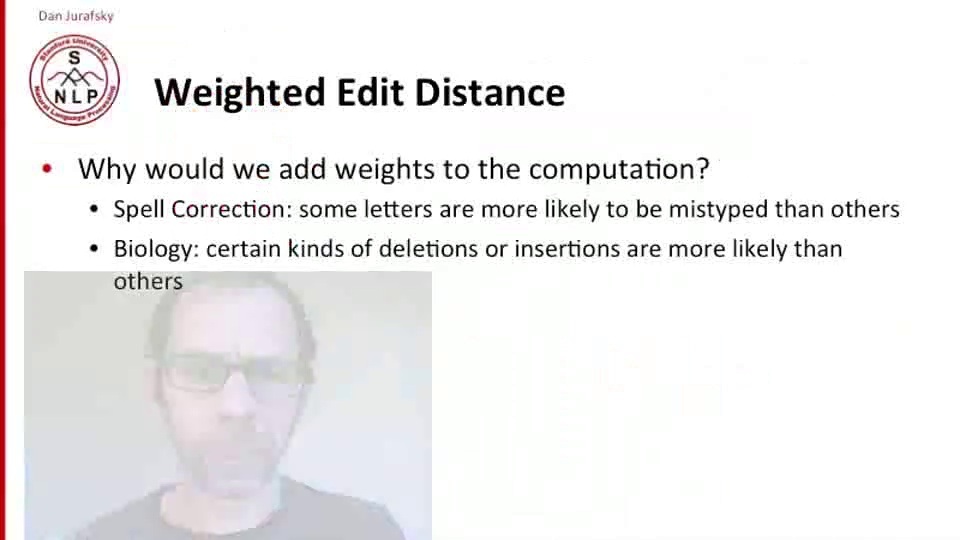 Dan Jurafsky
Stanford University
S
NLP
Natural Language Processing
Weighted Edit Distance
• Why would we add weights to the computation?
• Spell Correction: some letters are more likely to be mistyped than others
• Biology: certain kinds of deletions or insertions are more likely than
others